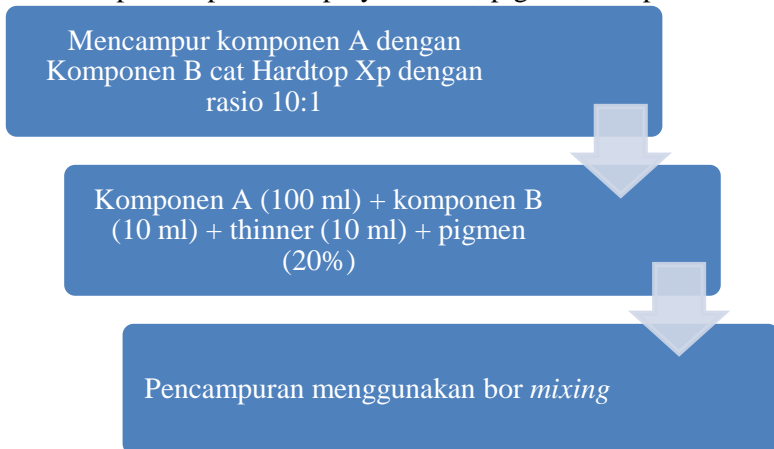 Mencampur komponen A dengan
Komponen B cat Hardtop Xp dengan
rasio 10:1
Komponen A (100 ml) + komponen B
(10 ml) + thinner (10 ml) + pigmen
(20%)
Pencampuran menggunakan bor mixing